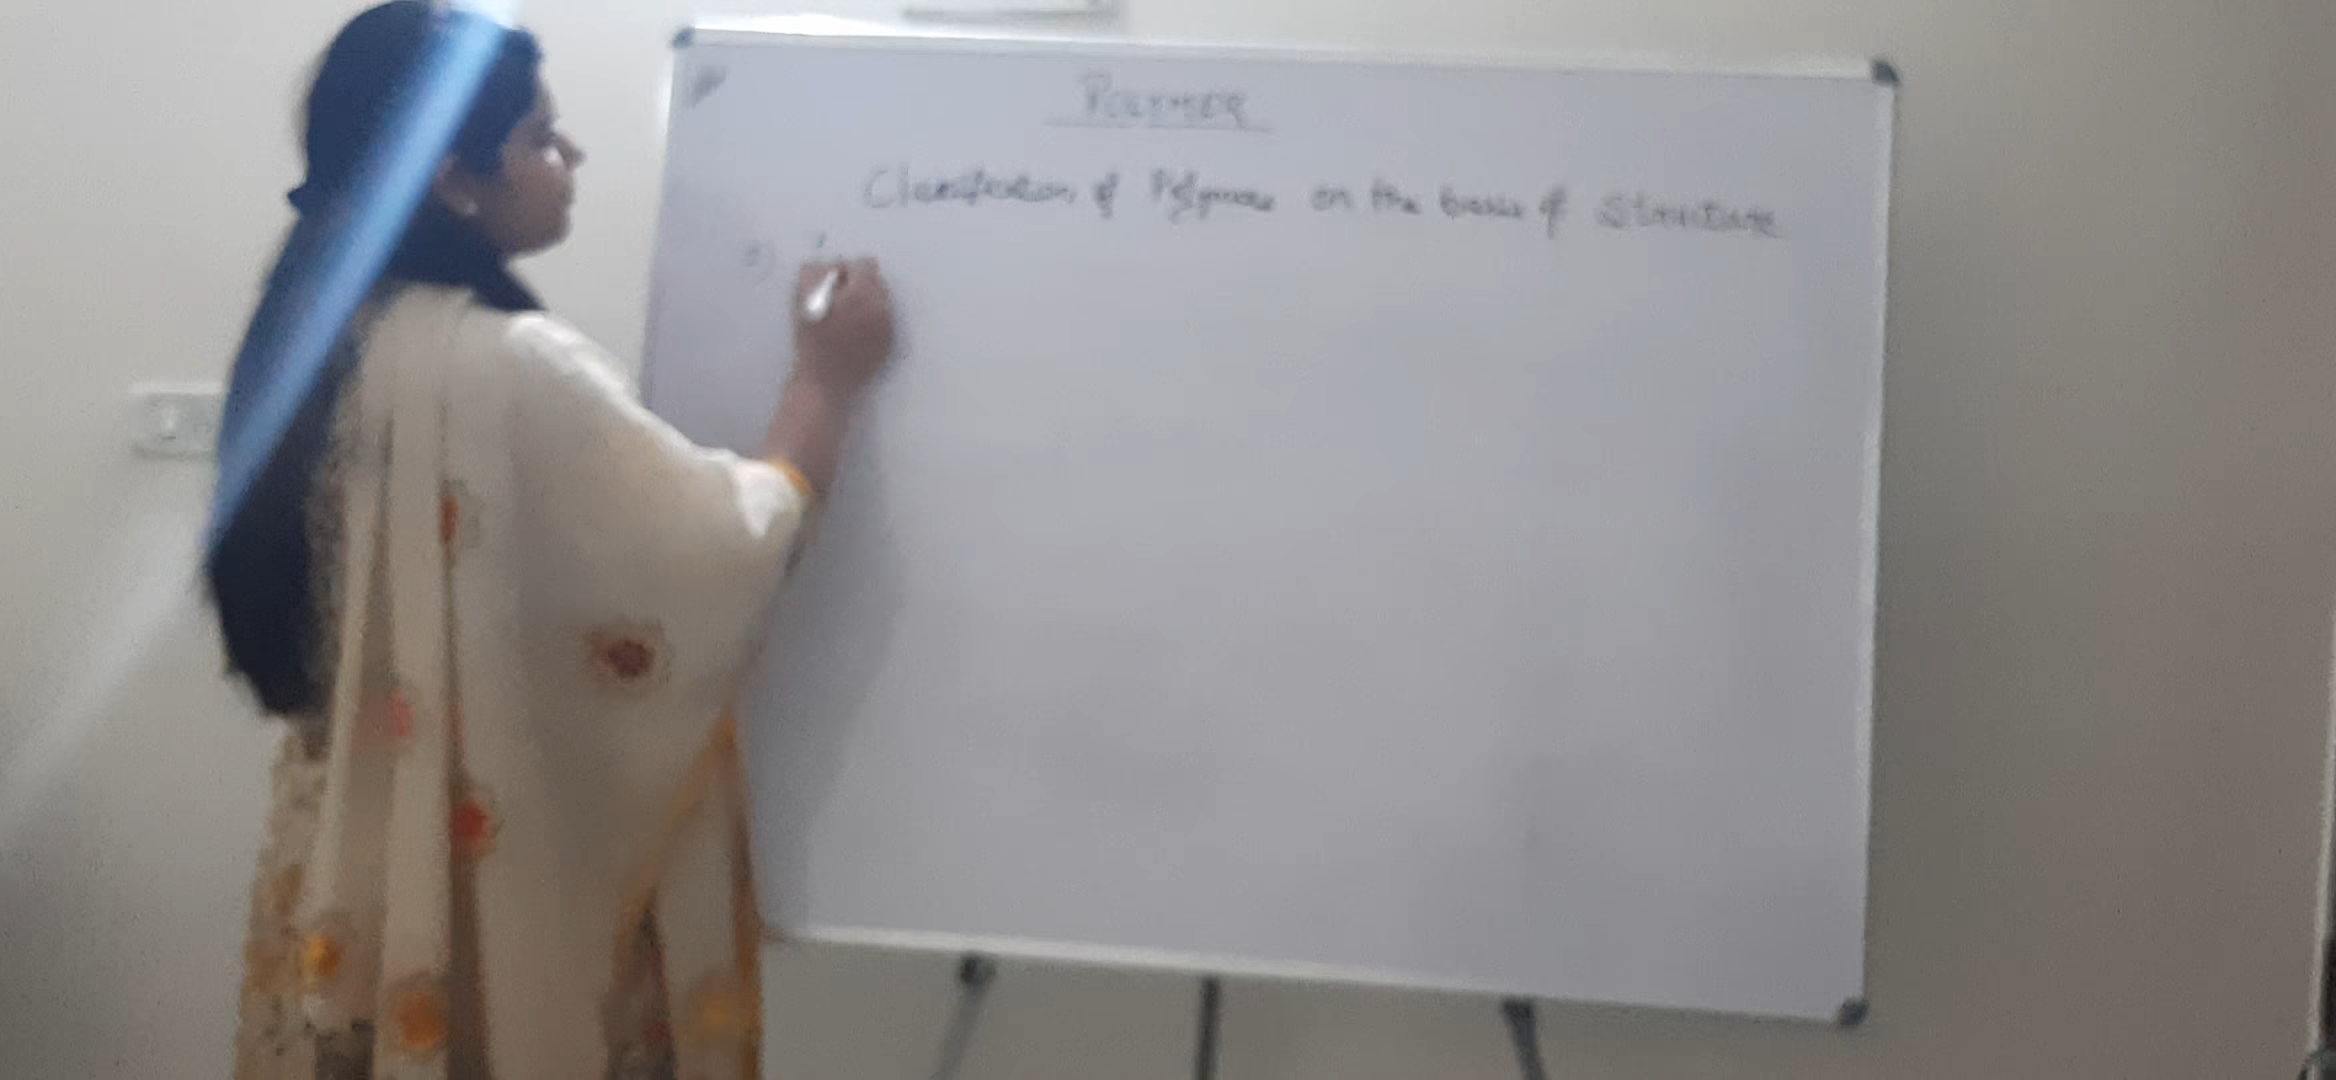 POLYMER
Classification of Polymers on the basis of Structure